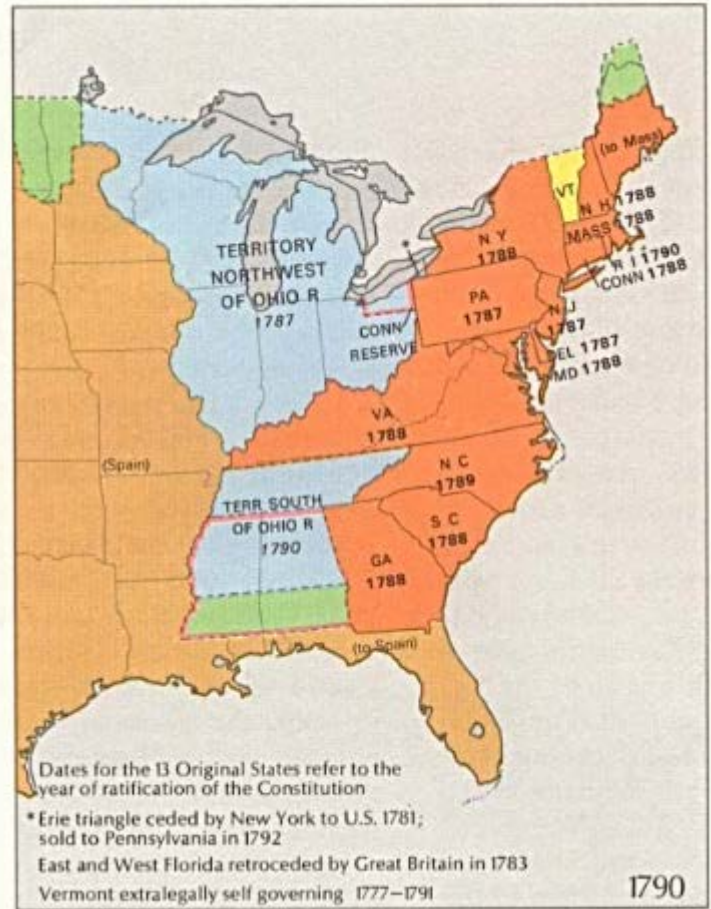 (to Mass)
VT
N H 1788
MASS 1788
N Y
1788
R I 1790
CONN 1788
TERRITORY
NORTHWEST
OF OHIO R
1787
PA
1787
N J
1787
CONN
RESERVE
DEL 1787
MD 1788
VA
1788
(Spain)
N C
1789
TERR SOUTH
OF OHIO R
1790
S C
1788
GA
1788
(to Spain)
Dates for the 13 Original States refer to the
year of ratification of the Constitution
*Erie triangle ceded by New York to U.S. 1781;
sold to Pennsylvania in 1792
East and West Florida retroceded by Great Britain in 1783
Vermont extralegally self governing 1777–1791
1790